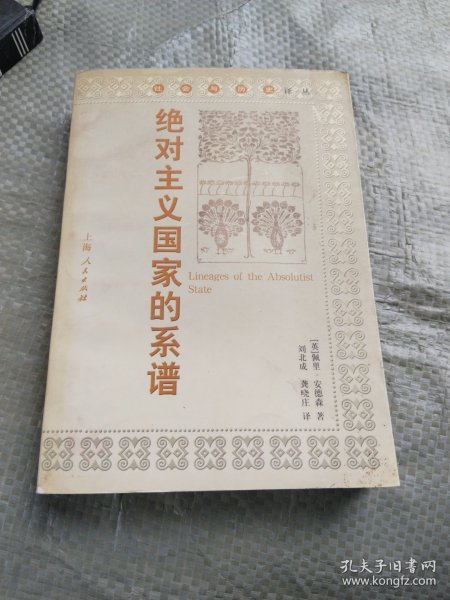 社会与历史译丛
绝对主义国家的系谱
Lineages of the Absolutist
State
[英]佩里 安德森 著
刘北成 龚晓庄 译
上海人民出版社
孔夫子旧书网
www.kongfz.com